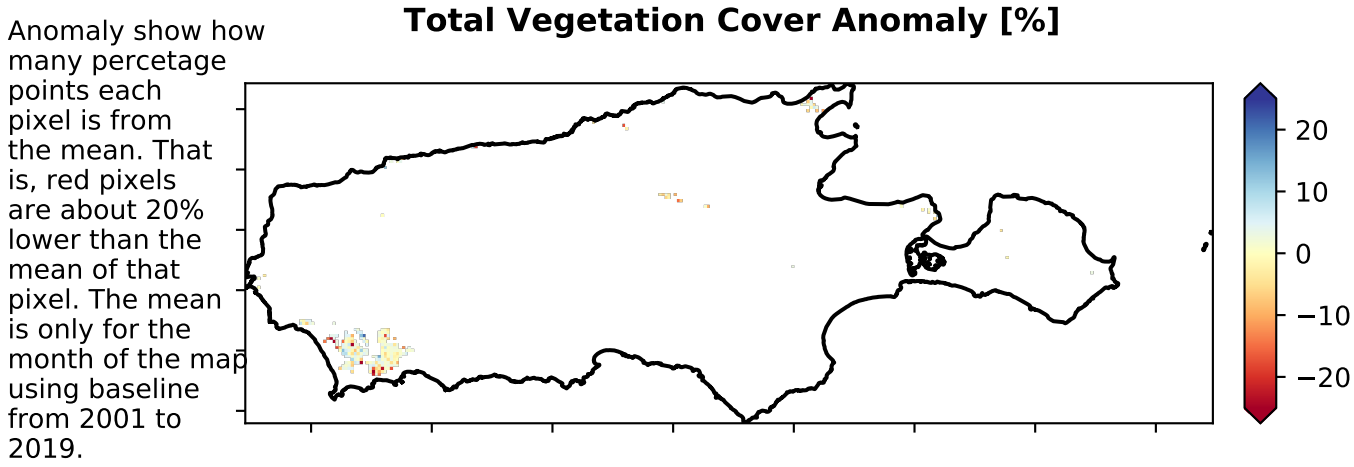 Total Vegetation Cover Anomaly [%]
Anomaly show how
many percetage
points each
pixel is from
the mean. That
is, red pixels
are about 20%
lower than the
mean of that
pixel. The mean
is only for the
month of the map
using baseline
from 2001 to
2019.
20
10
0
−10
−20